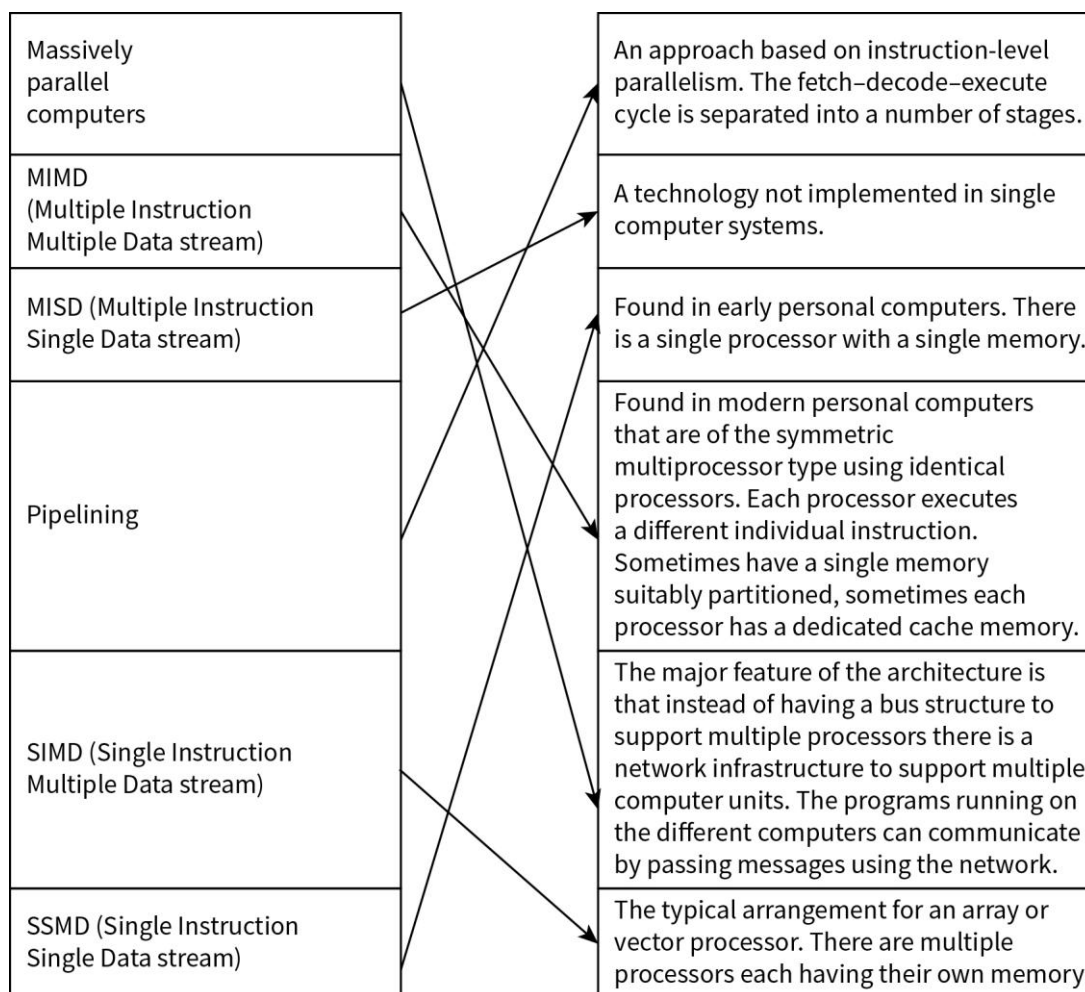 Massively
parallel
computers
MIMD
(Multiple Instruction
Multiple Data stream)
MISD (Multiple Instruction
Single Data stream)
Pipelining
SIMD (Single Instruction
Multiple Data stream)
SSMD (Single Instruction
Single Data stream)
An approach based on instruction-level
parallelism. The fetch–decode–execute
cycle is separated into a number of stages.
A technology not implemented in single
computer systems.
Found in early personal computers. There
is a single processor with a single memory.
Found in modern personal computers
that are of the symmetric
multiprocessor type using identical
processors. Each processor executes
a different individual instruction.
Sometimes have a single memory
suitably partitioned, sometimes each
processor has a dedicated cache memory.
The major feature of the architecture is
that instead of having a bus structure to
support multiple processors there is a
network infrastructure to support multiple
computer units. The programs running on
the different computers can communicate
by passing messages using the network.
The typical arrangement for an array or
vector processor. There are multiple
processors each having their own memory